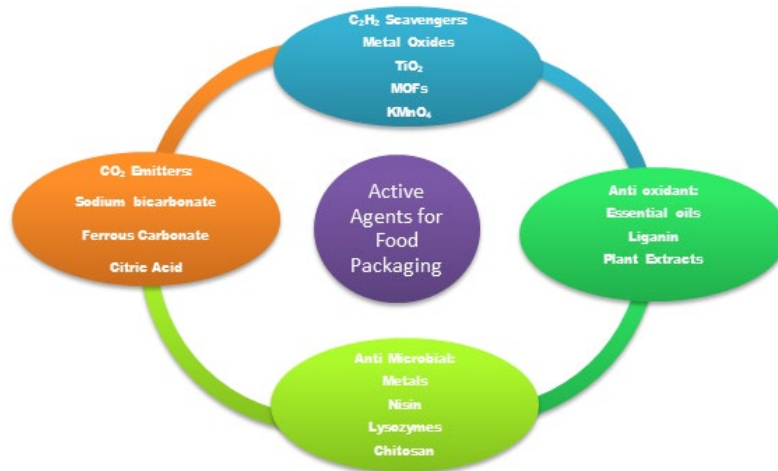 C₂H₂ Scavengers:
Metal Oxides
TiO₂
MOFs
KMnO₄
CO₂ Emitters:
Sodium bicarbonate
Ferrous Carbonate
Citric Acid
Active
Agents for
Food
Packaging
Anti oxidant:
Essential oils
Liganin
Plant Extracts
Anti Microbial:
Metals
Nisin
Lysozymes
Chitosan